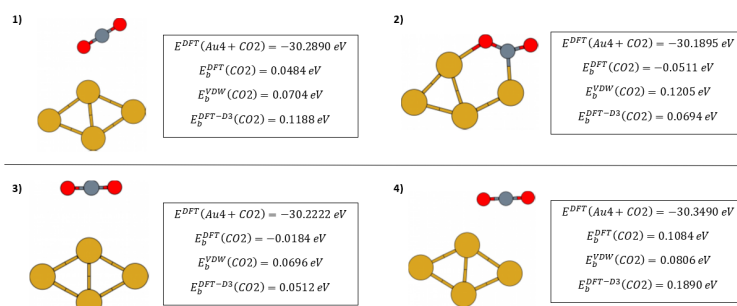 1)
E^DFT(Au4 + CO2) = −30.2890 eV
E_b^DFT(CO2) = 0.0484 eV
E_b^VDW(CO2) = 0.0704 eV
E_b^DFT−D3(CO2) = 0.1188 eV
2)
E^DFT(Au4 + CO2) = −30.1895 eV
E_b^DFT(CO2) = −0.0511 eV
E_b^VDW(CO2) = 0.1205 eV
E_b^DFT−D3(CO2) = 0.0694 eV
3)
E^DFT(Au4 + CO2) = −30.2222 eV
E_b^DFT(CO2) = −0.0184 eV
E_b^VDW(CO2) = 0.0696 eV
E_b^DFT−D3(CO2) = 0.0512 eV
4)
E^DFT(Au4 + CO2) = −30.3490 eV
E_b^DFT(CO2) = 0.1084 eV
E_b^VDW(CO2) = 0.0806 eV
E_b^DFT−D3(CO2) = 0.1890 eV